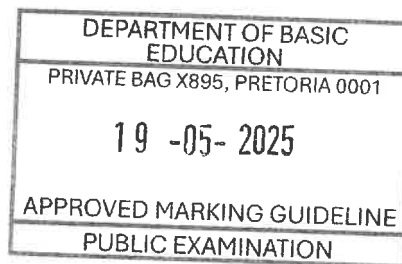 DEPARTMENT OF BASIC
EDUCATION
PRIVATE BAG X895, PRETORIA 0001
19 -05- 2025
APPROVED MARKING GUIDELINE
PUBLIC EXAMINATION